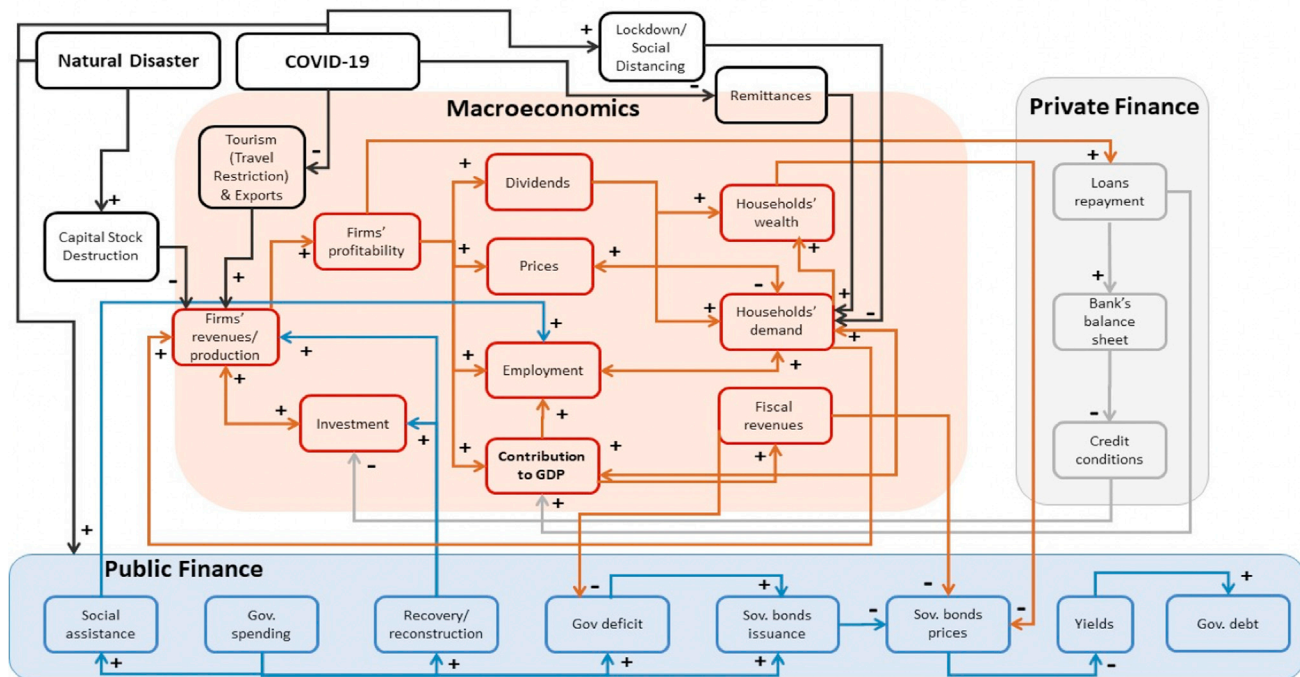 Natural Disaster
COVID-19
Lockdown/
Social
Distancing
Remittances
Macroeconomics
Private Finance
Tourism
(Travel
Restriction)
& Exports
Dividends
Households’
wealth
Loans
repayment
Capital Stock
Destruction
Firms’
profitability
Prices
Firms’
revenues/
production
Households’
demand
Bank’s
balance
sheet
Employment
Investment
Fiscal
revenues
Credit
conditions
Contribution
to GDP
Public Finance
Social
assistance
Gov.
spending
Recovery/
reconstruction
Gov deficit
Sov. bonds
issuance
Sov. bonds
prices
Yields
Gov. debt